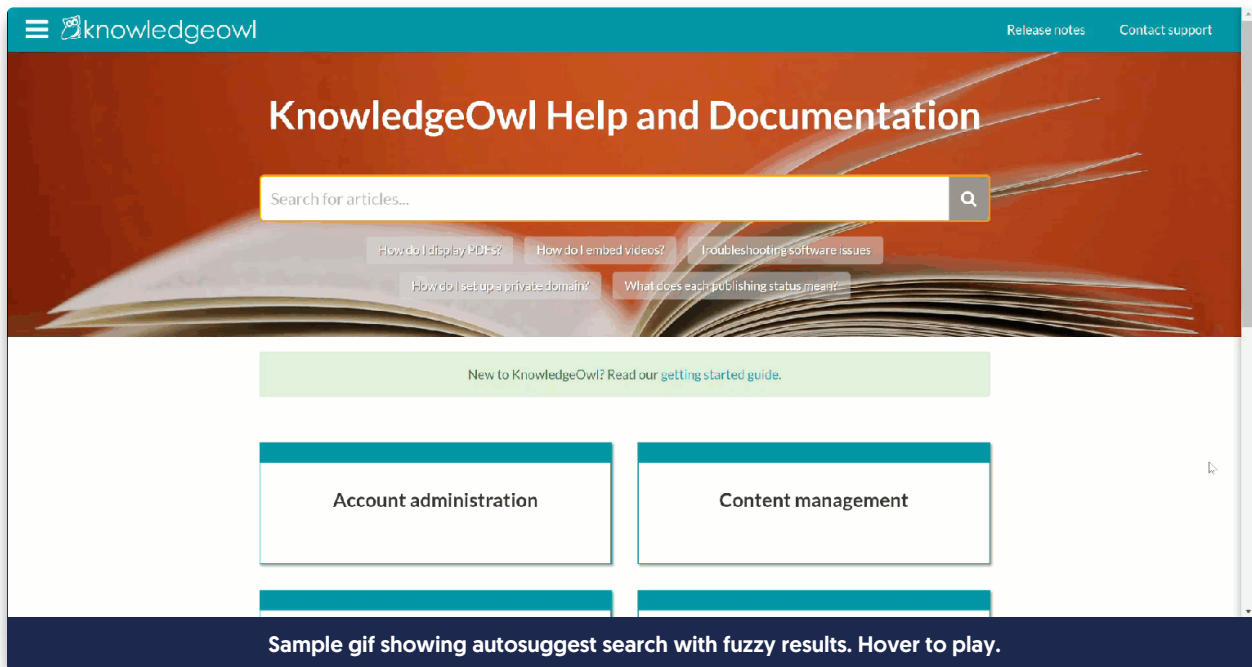 knowledgeowl
Release notes
Contact support
KnowledgeOwl Help and Documentation
Search for articles...
How do I display PDFs?
How do I embed videos?
Troubleshooting software issues
How do I set up a private domain?
What does each publishing status mean?
New to KnowledgeOwl? Read our getting started guide.
Account administration
Content management
Sample gif showing autosuggest search with fuzzy results. Hover to play.